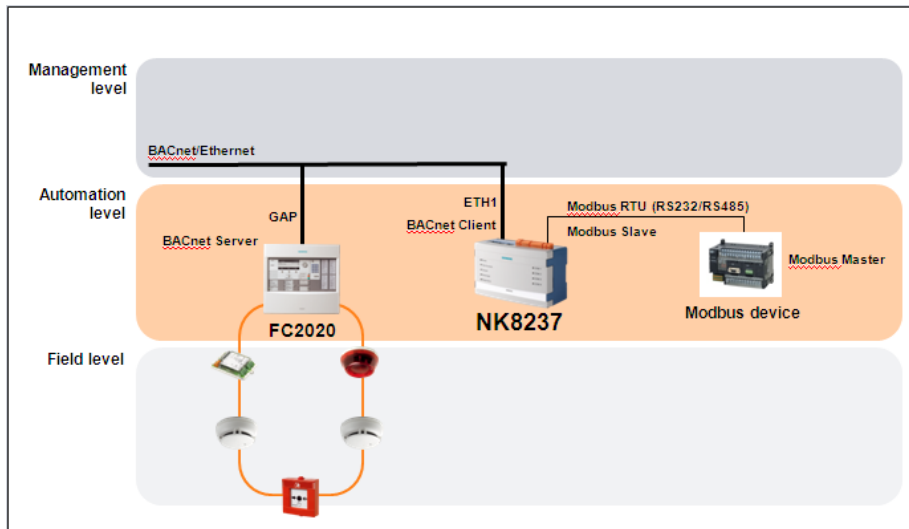 Management
level
BACnet/Ethernet
Automation
level
GAP
BACnet Server
FC2020
ETH1
BACnet Client
NK8237
Modbus RTU (RS232/RS485)
Modbus Slave
Modbus Master
Modbus device
Field level